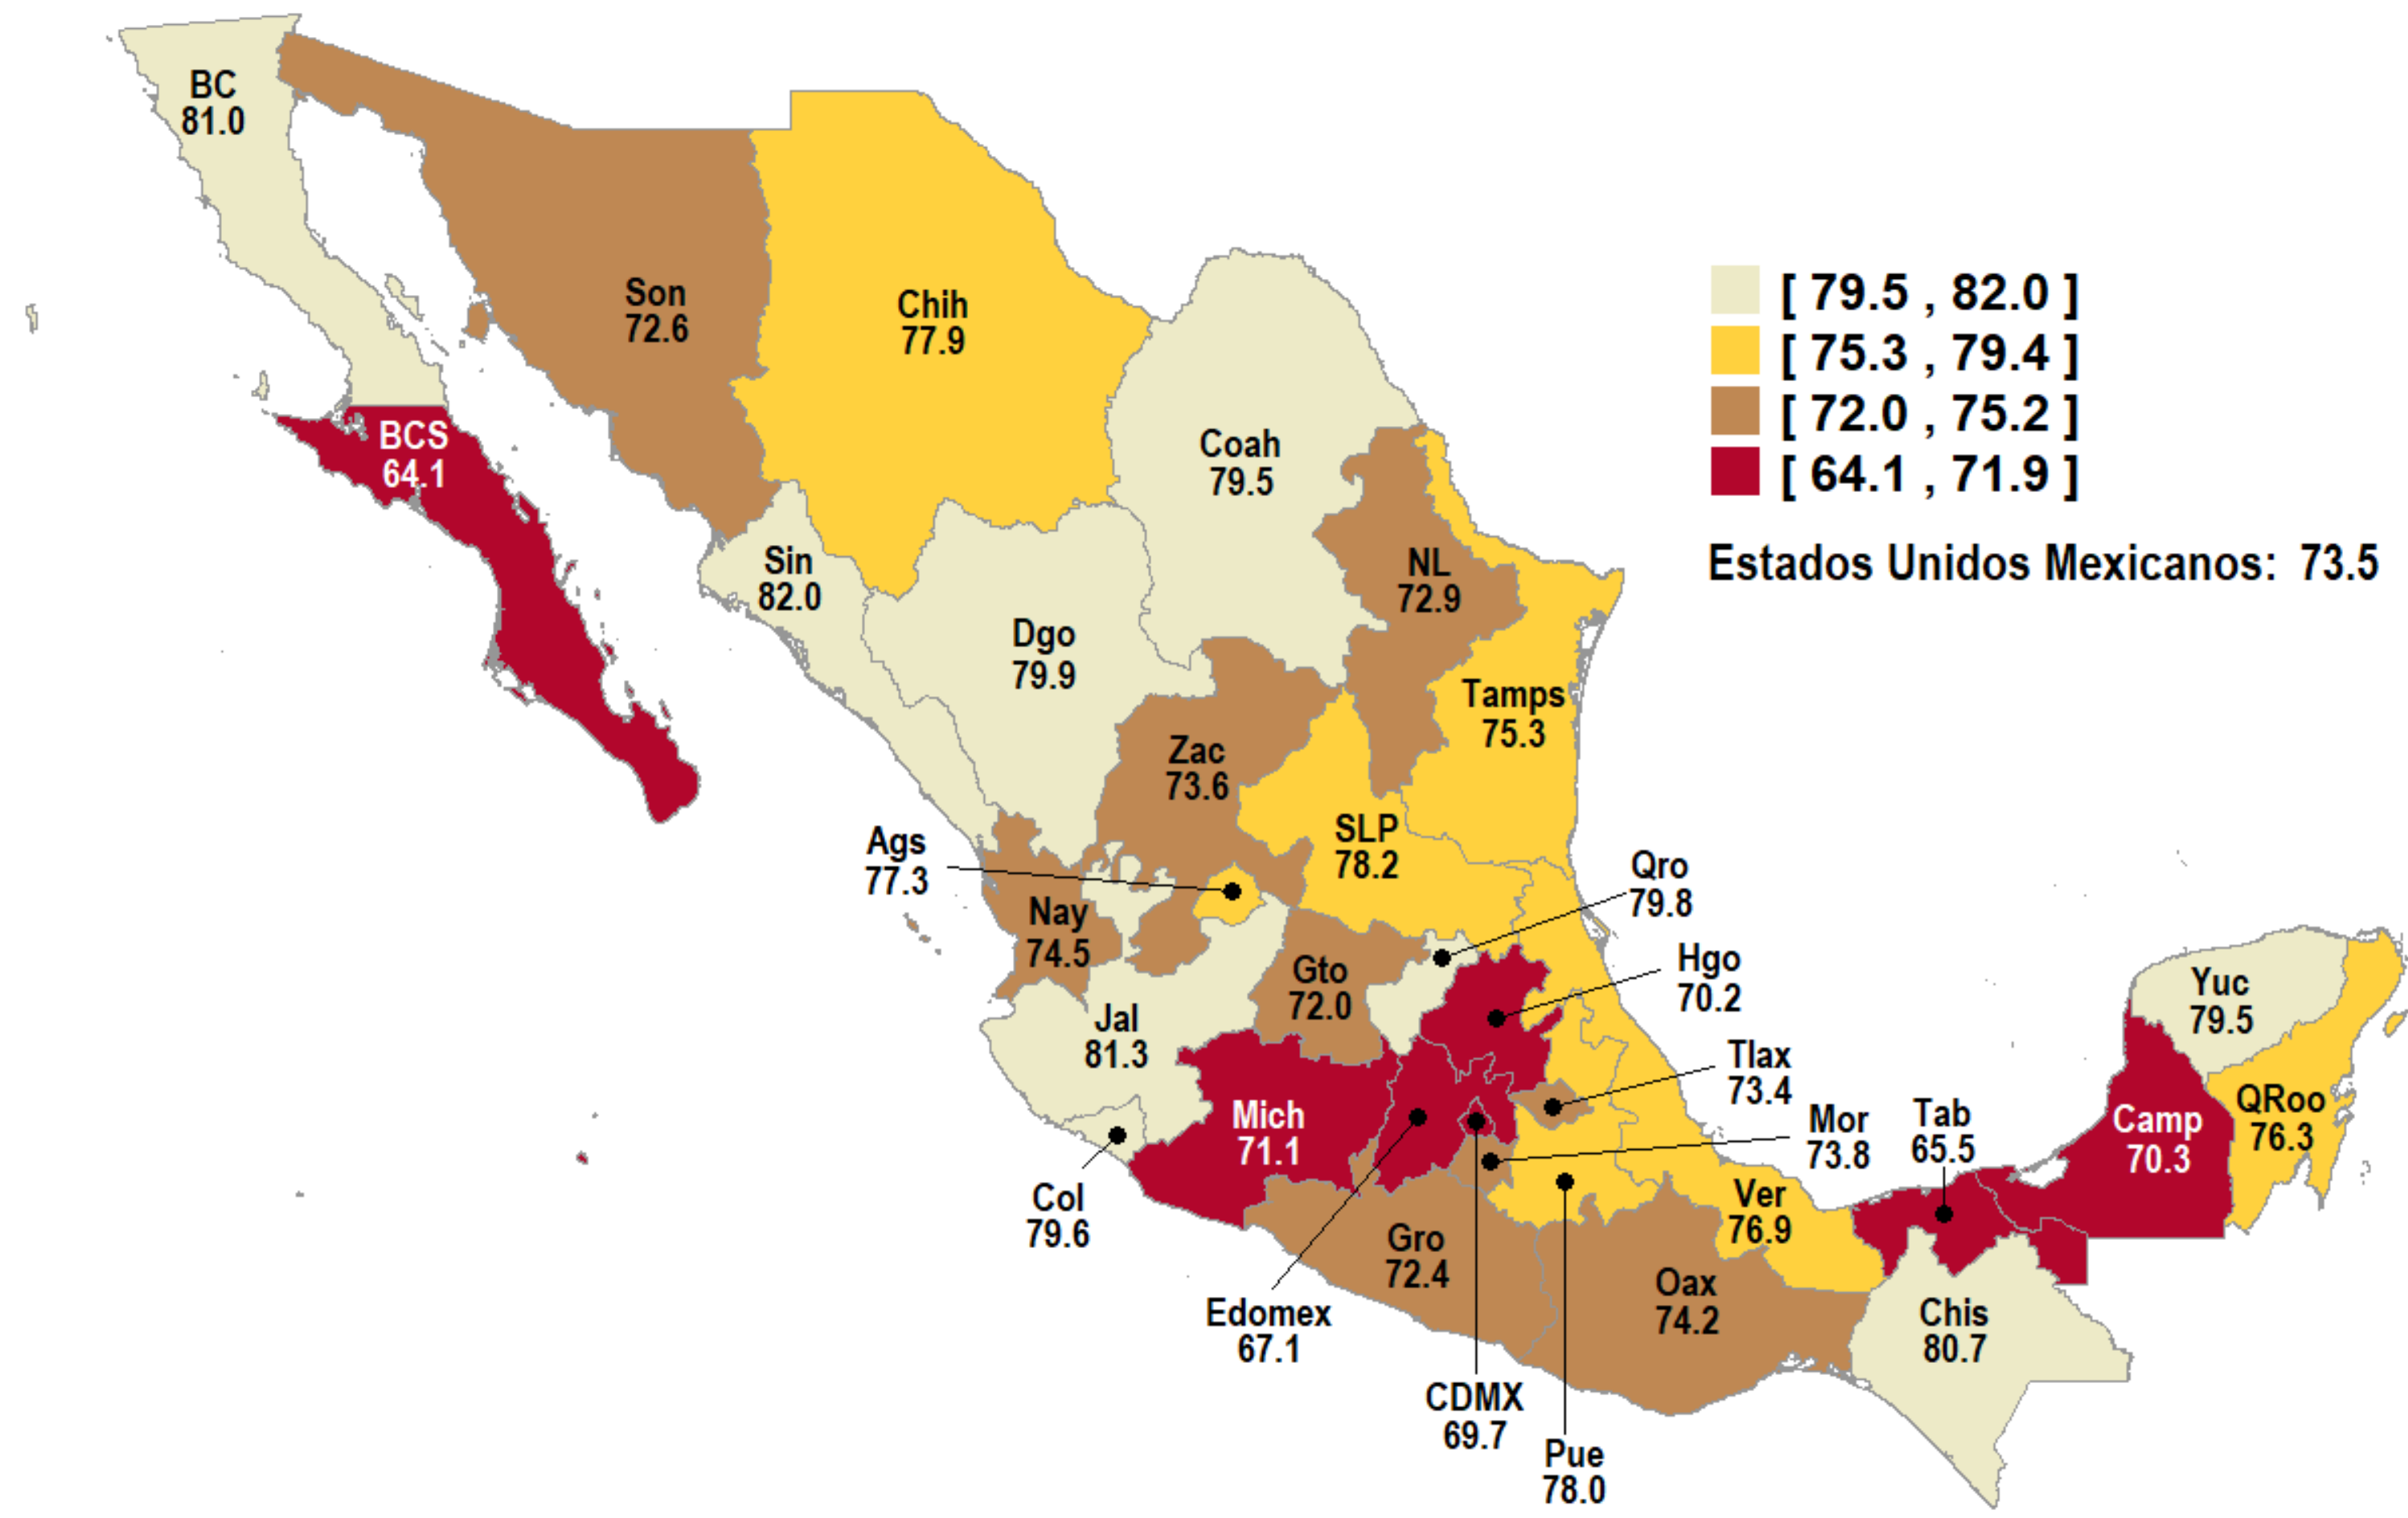 BC
81.0
Son
72.6
Chih
77.9
[ 79.5 , 82.0 ]
[ 75.3 , 79.4 ]
[ 72.0 , 75.2 ]
[ 64.1 , 71.9 ]
Estados Unidos Mexicanos: 73.5
BCS
64.1
Coah
79.5
Sin
82.0
NL
72.9
Dgo
79.9
Tamps
75.3
Zac
73.6
SLP
78.2
Ags
77.3
Qro
79.8
Nay
74.5
Gto
72.0
Hgo
70.2
Yuc
79.5
Jal
81.3
Tlax
73.4
QRoo
76.3
Mich
71.1
Mor
73.8
Tab
65.5
Camp
70.3
Col
79.6
Ver
76.9
Gro
72.4
Oax
74.2
Edomex
67.1
Chis
80.7
CDMX
69.7
Pue
78.0